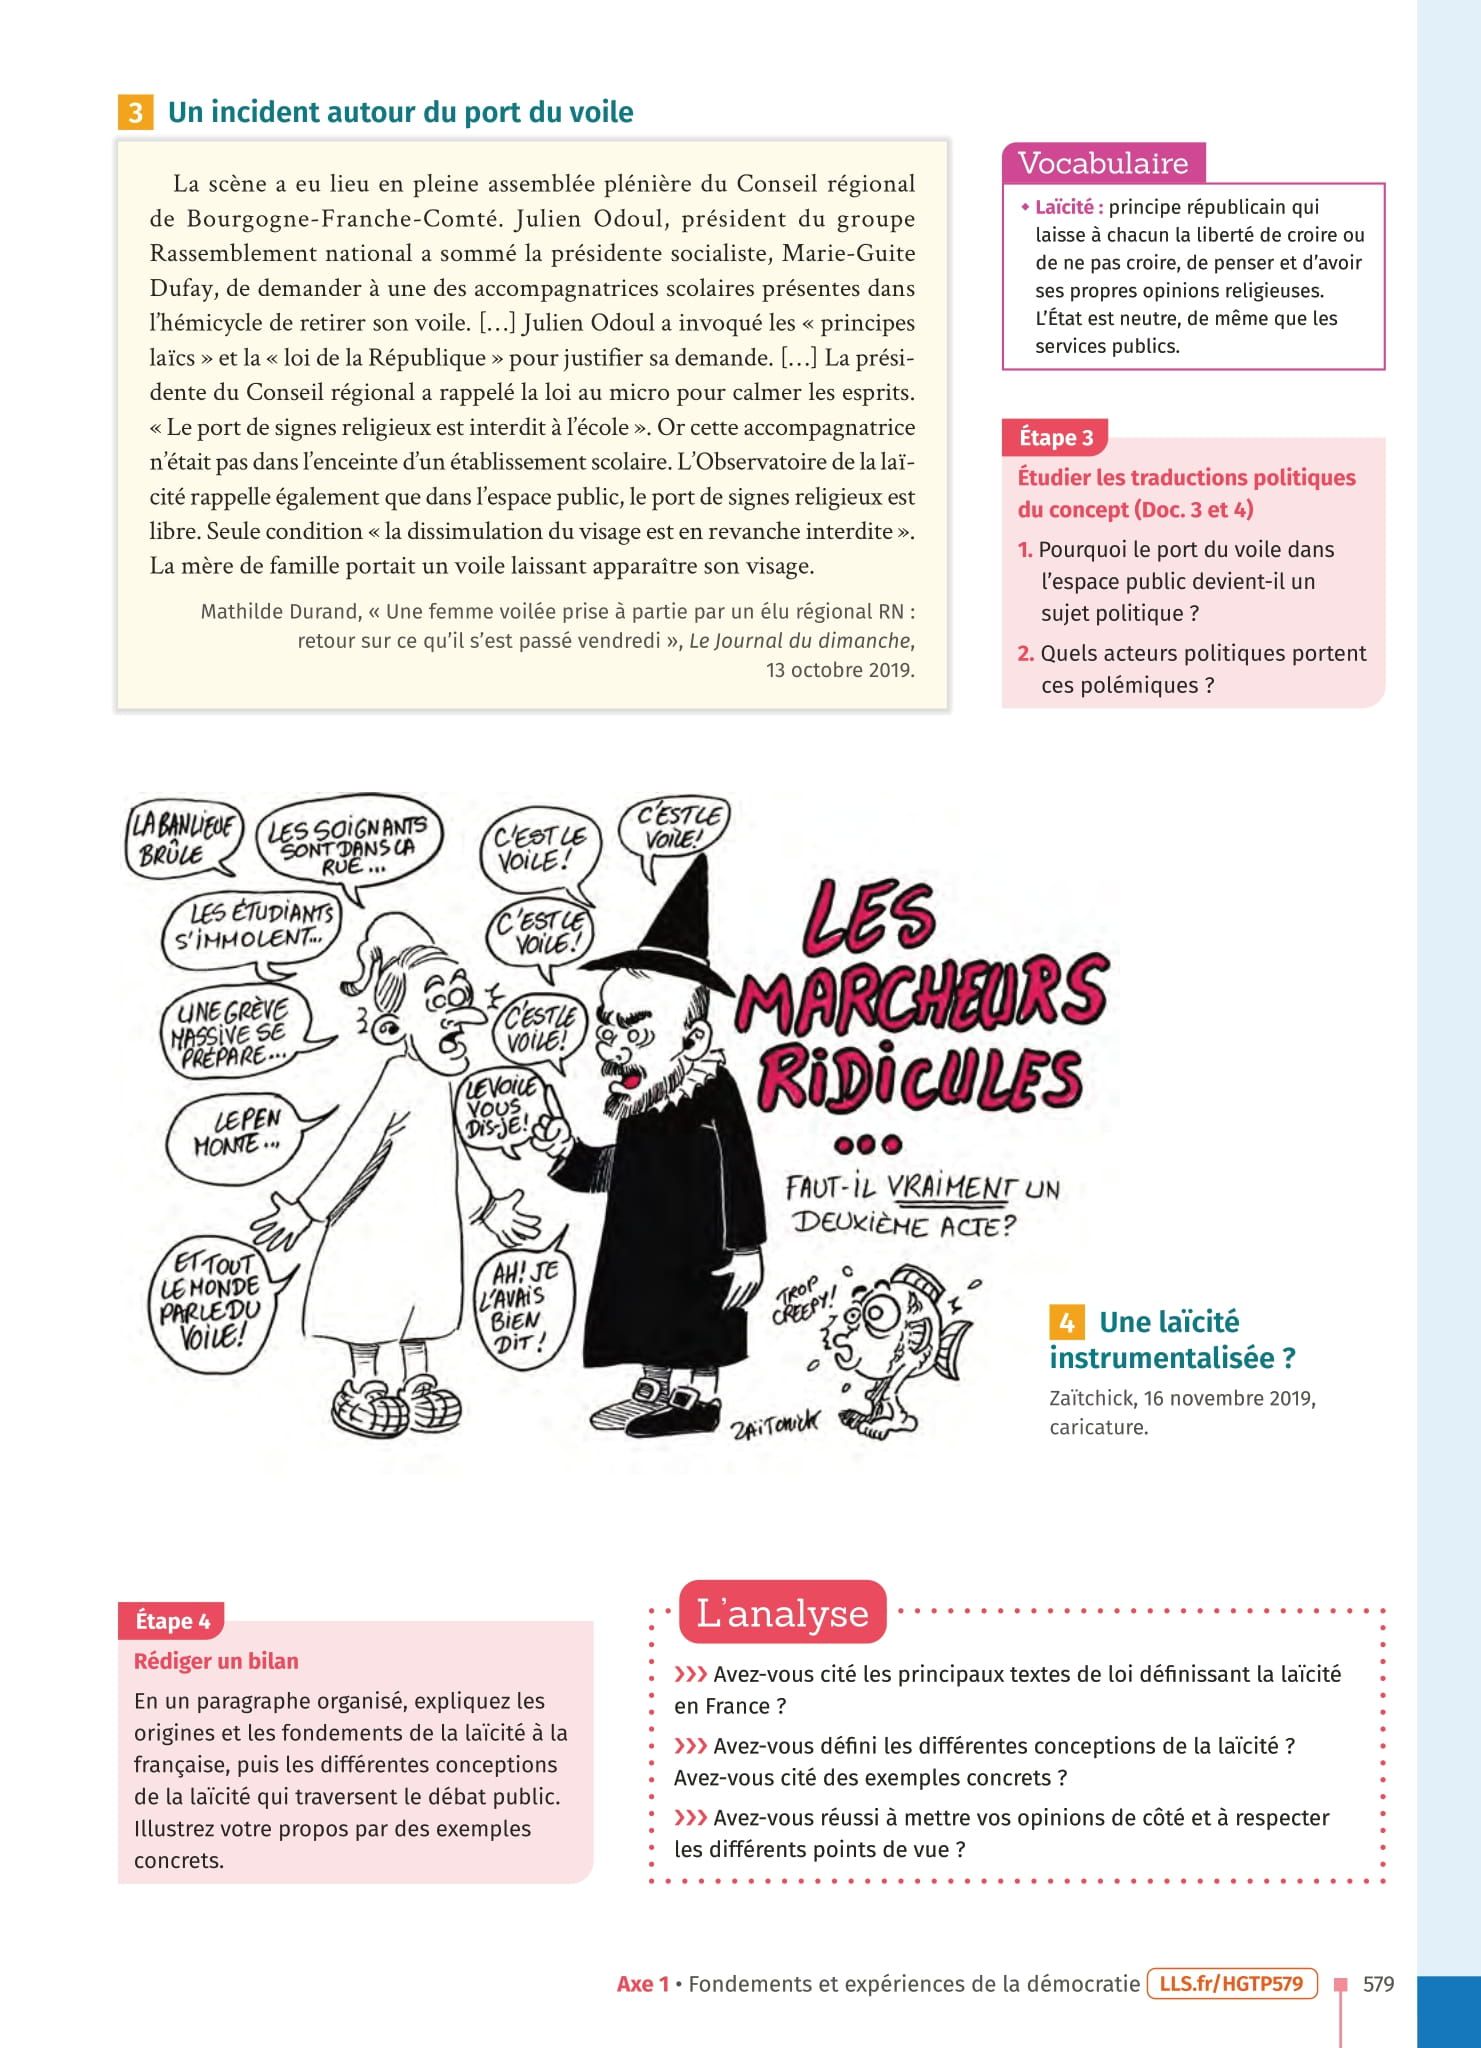 3 Un incident autour du port du voile
La scène a eu lieu en pleine assemblée plénière du Conseil régional
de Bourgogne-Franche-Comté. Julien Odoul, président du groupe
Rassemblement national a sommé la présidente socialiste, Marie-Guite
Dufay, de demander à une des accompagnatrices scolaires présentes dans
l'hémicycle de retirer son voile. […] Julien Odoul a invoqué les « principes
laïcs » et la « loi de la République » pour justifier sa demande. […] La prési-
dente du Conseil régional a rappelé la loi au micro pour calmer les esprits.
« Le port de signes religieux est interdit à l'école ». Or cette accompagnatrice
n'était pas dans l'enceinte d'un établissement scolaire. L'Observatoire de la laï-
cité rappelle également que dans l'espace public, le port de signes religieux est
libre. Seule condition « la dissimulation du visage est en revanche interdite ».
La mère de famille portait un voile laissant apparaître son visage.
Mathilde Durand, « Une femme voilée prise à partie par un élu régional RN :
retour sur ce qu'il s'est passé vendredi », Le Journal du dimanche,
13 octobre 2019.
Vocabulaire
• Laïcité : principe républicain qui
laisse à chacun la liberté de croire ou
de ne pas croire, de penser et d'avoir
ses propres opinions religieuses.
L'État est neutre, de même que les
services publics.
Étape 3
Étudier les traductions politiques
du concept (Doc. 3 et 4)
1. Pourquoi le port du voile dans
l'espace public devient-il un
sujet politique ?
2. Quels acteurs politiques portent
ces polémiques ?
LA BANLIEUE
BRÛLE
LES SOIGNANTS
SONT DANS LA
RUE...
LES ÉTUDIANTS
S'IMMOLENT...
UNE GRÈVE
MASSIVE SE
PRÉPARE...
LE PEN
MONTE...
ET TOUT
LE MONDE
PARLE DU
VOILE!
C'EST LE
VOILE!
C'EST LE
VOILE!
C'EST LE
VOILE!
C'EST LE
VOILE!
LE VOILE
VOUS
DIS-JE!
AH! JE
L'AVAIS
BIEN
DIT!
LES
MARCHEURS
RIDICULES
...
FAUT-IL VRAIMENT UN
DEUXIÈME ACTE?
TROP
CREEPY!
ZAÏTCHICK
4 Une laïcité
instrumentalisée ?
Zaïtchick, 16 novembre 2019,
caricature.
Étape 4
Rédiger un bilan
En un paragraphe organisé, expliquez les
origines et les fondements de la laïcité à la
française, puis les différentes conceptions
de la laïcité qui traversent le débat public.
Illustrez votre propos par des exemples
concrets.
L'analyse
❯❯❯ Avez-vous cité les principaux textes de loi définissant la laïcité
en France ?
❯❯❯ Avez-vous défini les différentes conceptions de la laïcité ?
Avez-vous cité des exemples concrets ?
❯❯❯ Avez-vous réussi à mettre vos opinions de côté et à respecter
les différents points de vue ?
Axe 1 • Fondements et expériences de la démocratie LLS.fr/HGTP579 579